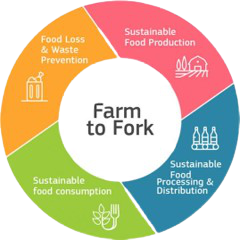 Food Loss
& Waste
Prevention
Sustainable
Food Production
Farm
to Fork
Sustainable
Food
Processing &
Distribution
Sustainable
food consumption